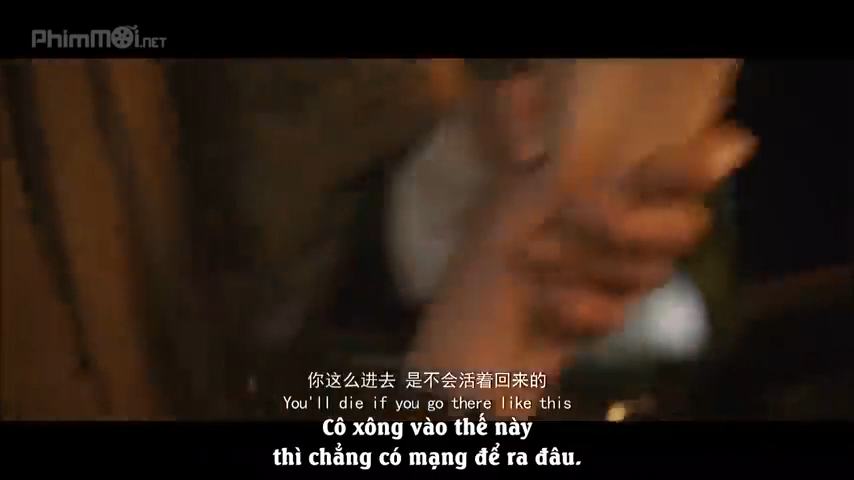 PhimMoi.NET
你这么进去 是不会活着回来的
You'll die if you go there like this
Cô xông vào thế này
thì chẳng có mạng để ra đâu.